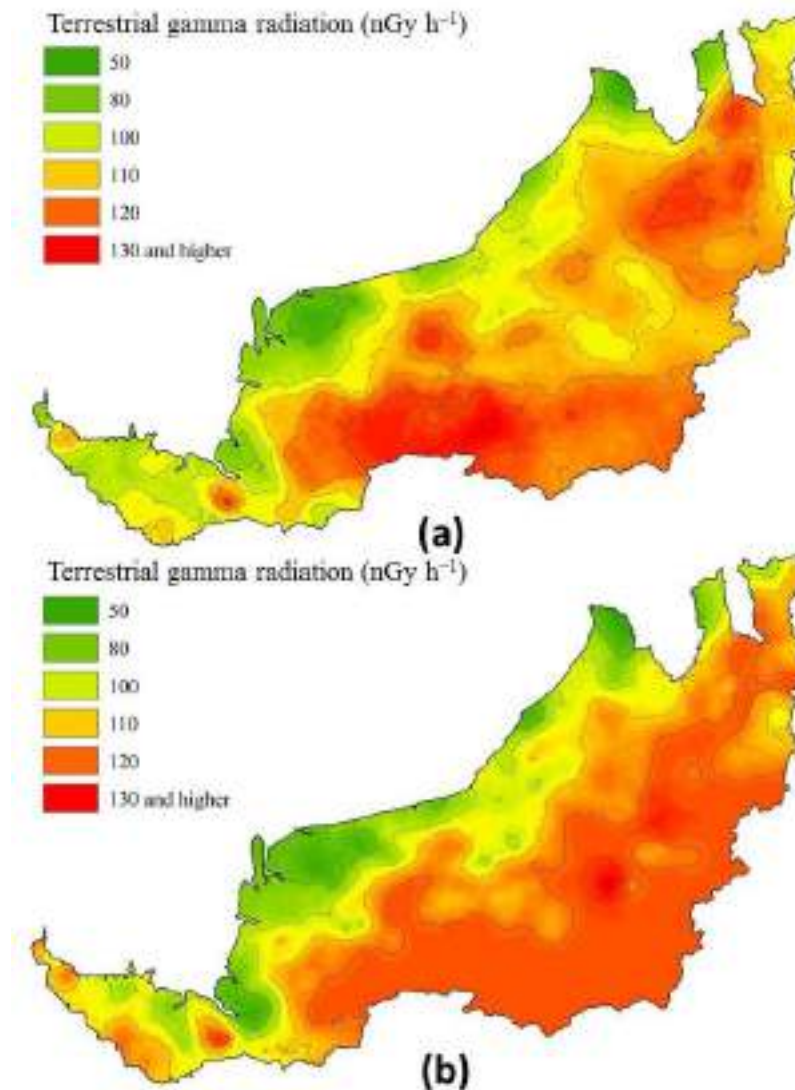 Terrestrial gamma radiation (nGy h⁻¹)
50
80
100
110
120
130 and higher
(a)
Terrestrial gamma radiation (nGy h⁻¹)
50
80
100
110
120
130 and higher
(b)